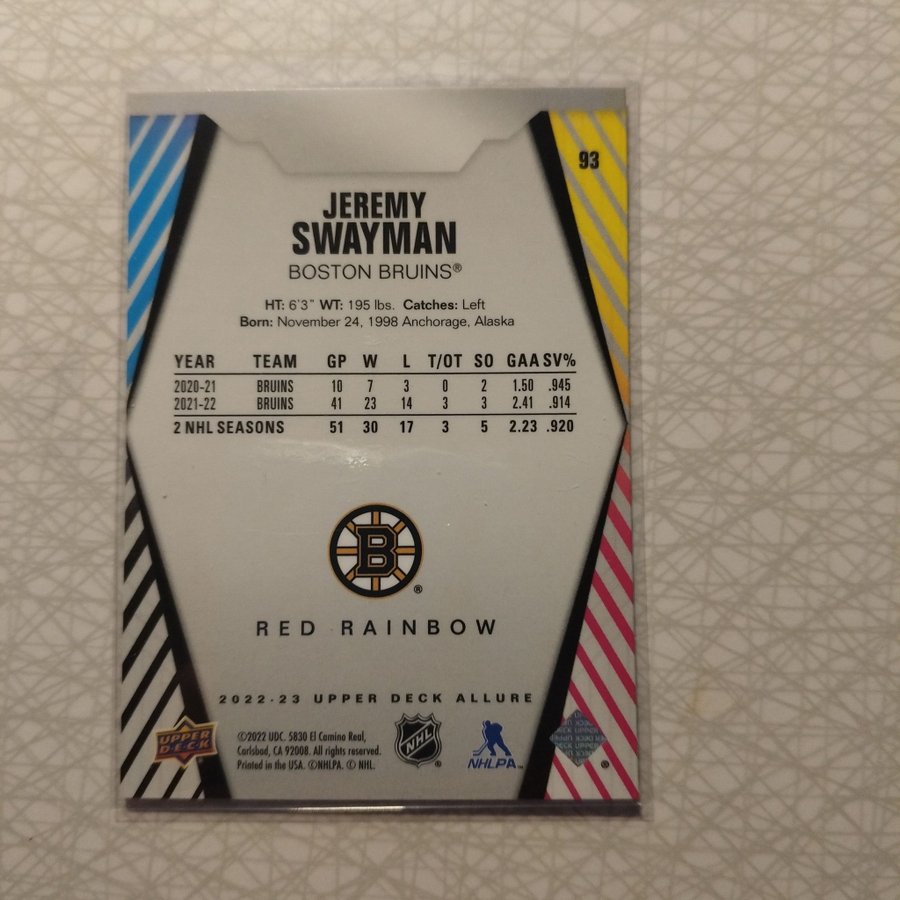 93
JEREMY
SWAYMAN
BOSTON BRUINS®
HT: 6'3" WT: 195 lbs. Catches: Left
Born: November 24, 1998 Anchorage, Alaska
YEAR TEAM GP W L T/OT SO GAA SV%
2020-21 BRUINS 10 7 3 0 2 1.50 .945
2021-22 BRUINS 41 23 14 3 3 2.41 .914
2 NHL SEASONS 51 30 17 3 5 2.23 .920
B
®
RED RAINBOW
2022-23 UPPER DECK ALLURE
UPPER
DECK
©2022 UDC. 5830 El Camino Real,
Carlsbad, CA 92008. All rights reserved.
Printed in the USA. ©NHLPA. © NHL.
NHL
®
NHLPA™
®